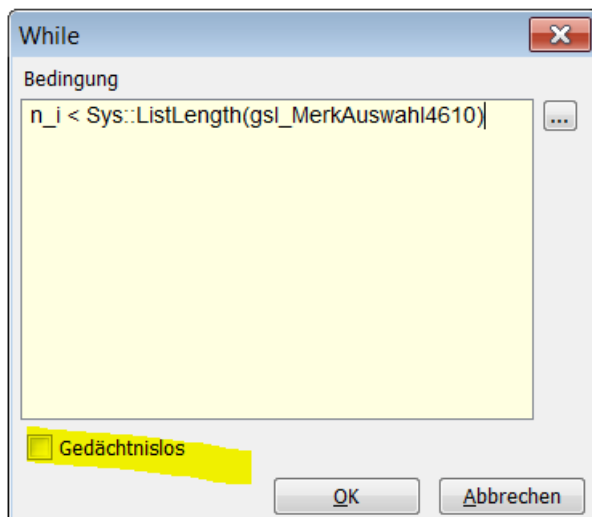 While
Bedingung
n_i < Sys::ListLength(gsl_MerkAuswahl4610)
...
Gedächtnislos
OK
Abbrechen